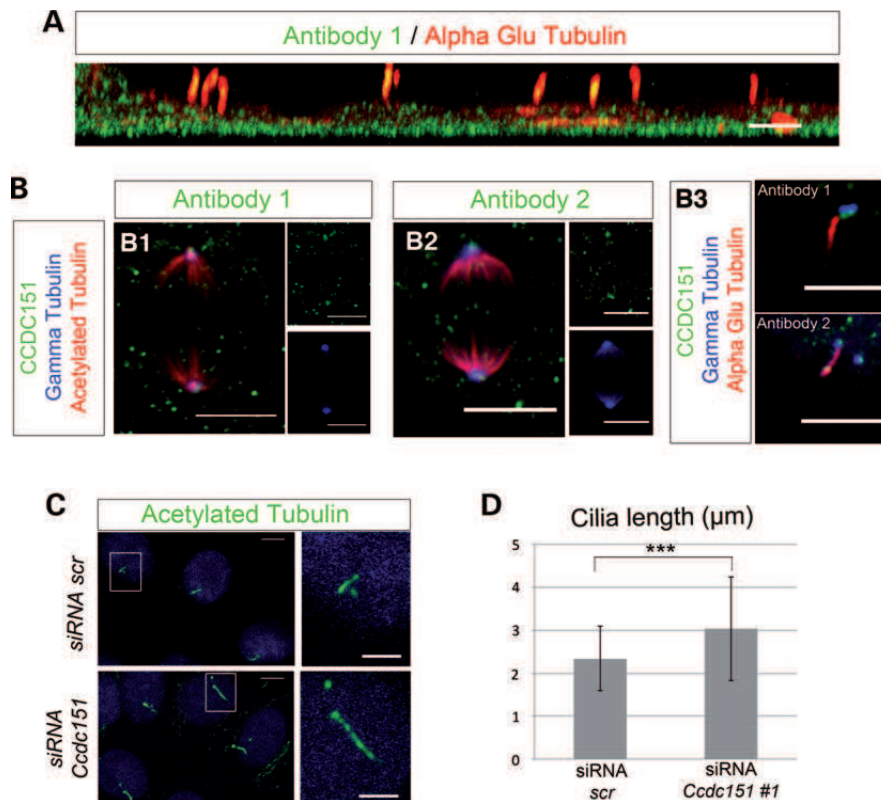 A
Antibody 1 / Alpha Glu Tubulin
B
Antibody 1
Antibody 2
CCDC151
Gamma Tubulin
Acetylated Tubulin
B1
B2
B3
CCDC151
Gamma Tubulin
Alpha Glu Tubulin
Antibody 1
Antibody 2
C
Acetylated Tubulin
siRNA scr
siRNA
Ccdc151
D
Cilia length (µm)
***
5
4
3
2
1
0
siRNA
scr
siRNA
Ccdc151 #1